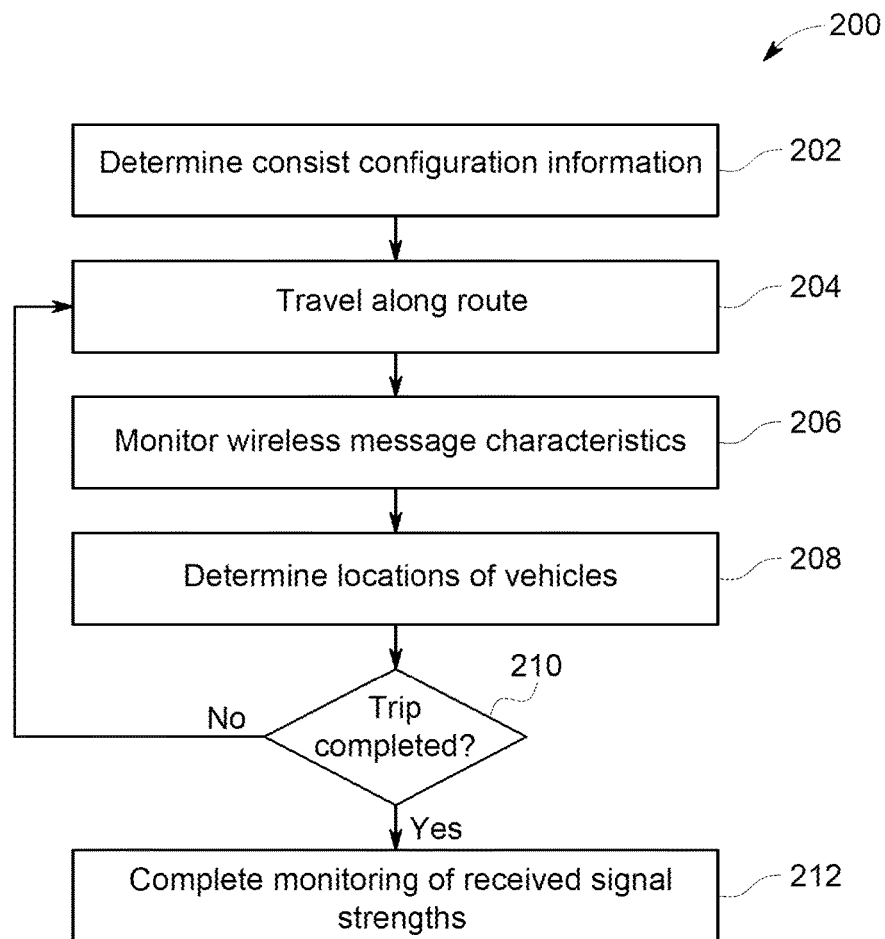 200
Determine consist configuration information
202
Travel along route
204
Monitor wireless message characteristics
206
Determine locations of vehicles
208
210
Trip
completed?
No
Yes
Complete monitoring of received signal
strengths
212